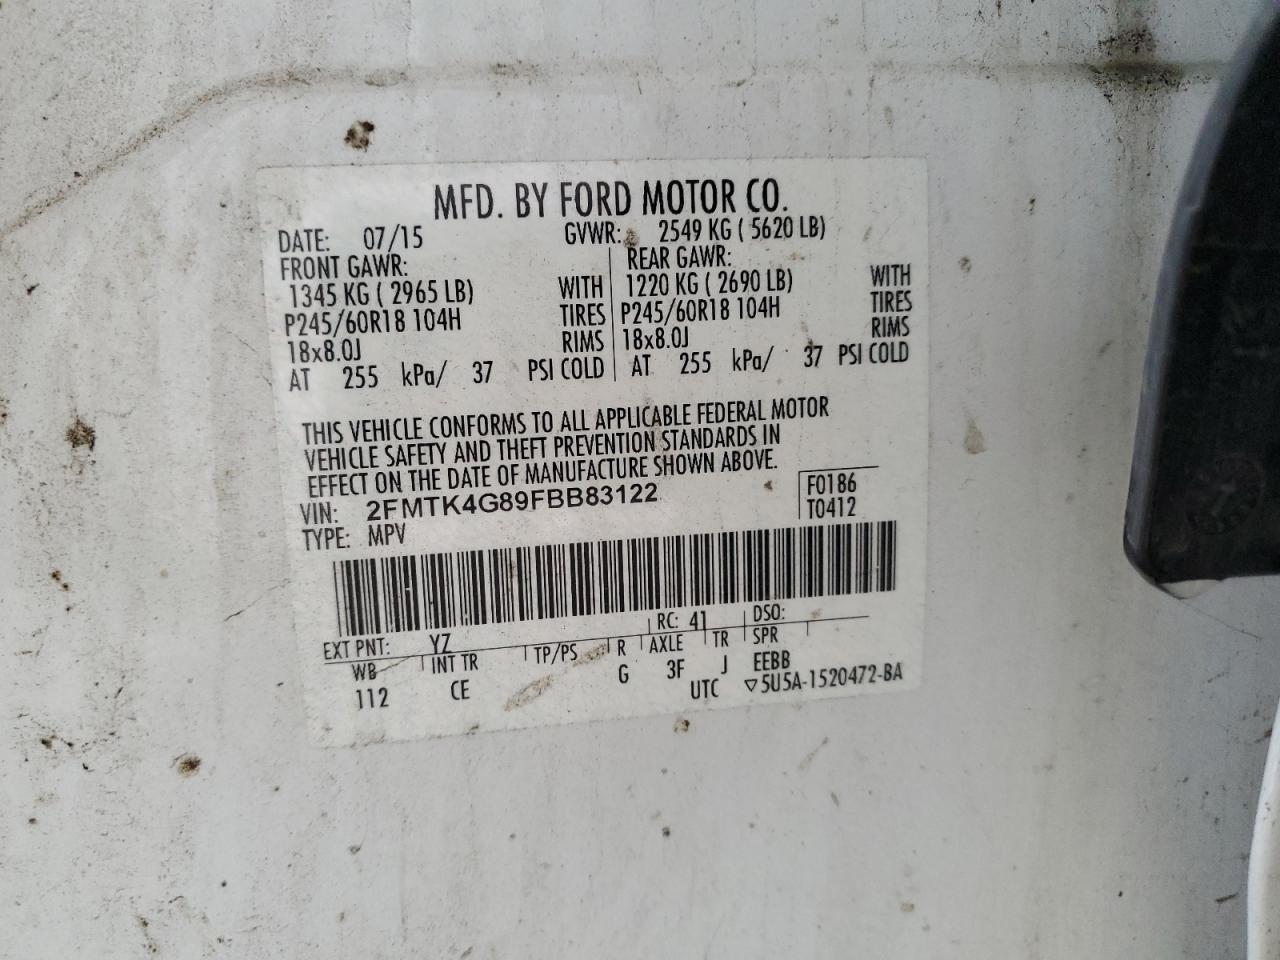 MFD. BY FORD MOTOR CO.
DATE: 07/15 GVWR: 2549 KG ( 5620 LB)
FRONT GAWR: REAR GAWR:
1345 KG ( 2965 LB) WITH 1220 KG ( 2690 LB) WITH
P245/60R18 104H TIRES P245/60R18 104H TIRES
18x8.0J RIMS 18x8.0J RIMS
AT 255 kPa/ 37 PSI COLD AT 255 kPa/ 37 PSI COLD
THIS VEHICLE CONFORMS TO ALL APPLICABLE FEDERAL MOTOR
VEHICLE SAFETY AND THEFT PREVENTION STANDARDS IN
EFFECT ON THE DATE OF MANUFACTURE SHOWN ABOVE.
VIN: 2FMTK4G89FBB83122 F0186
TYPE: MPV T0412
EXT PNT: YZ RC: 41 DSO:
WB INT TR TP/PS R AXLE TR SPR
112 CE G 3F J EEBB
UTC ▽5U5A-1520472-BA